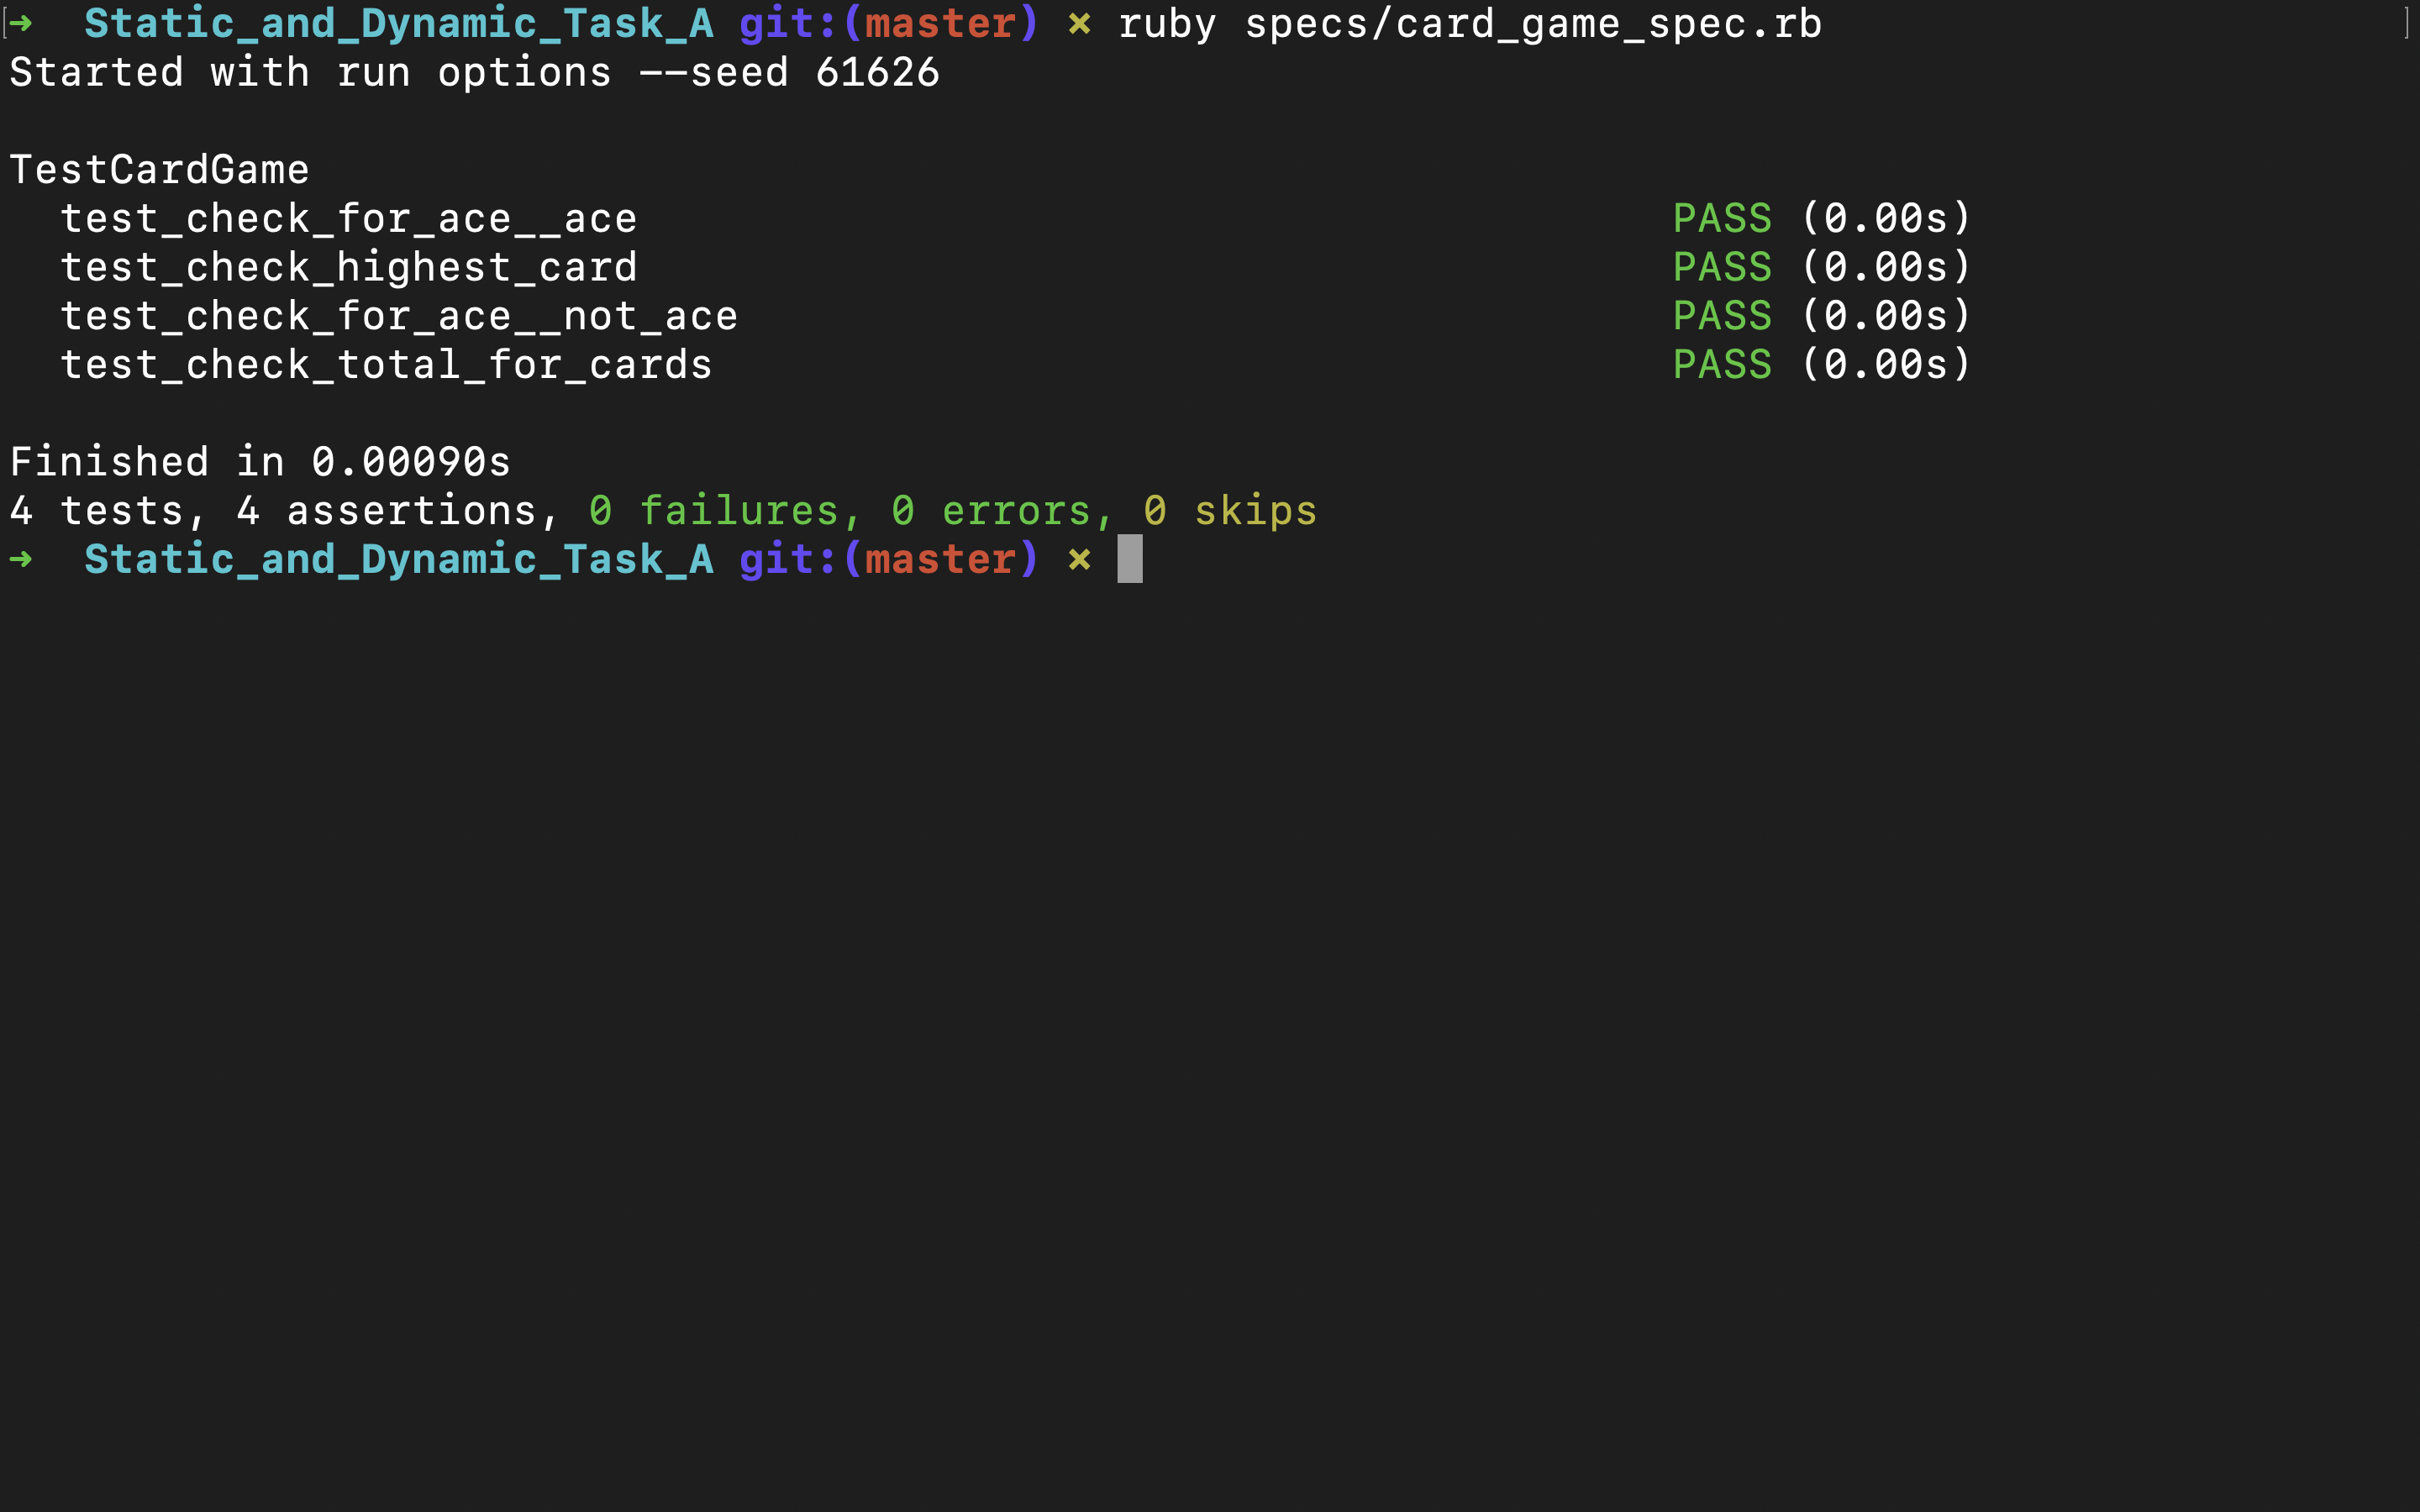 ➜  Static_and_Dynamic_Task_A git:(master) ✗ ruby specs/card_game_spec.rb
Started with run options --seed 61626
TestCardGame
  test_check_for_ace__ace                                         PASS (0.00s)
  test_check_highest_card                                         PASS (0.00s)
  test_check_for_ace__not_ace                                     PASS (0.00s)
  test_check_total_for_cards                                      PASS (0.00s)
Finished in 0.00090s
4 tests, 4 assertions, 0 failures, 0 errors, 0 skips
➜  Static_and_Dynamic_Task_A git:(master) ✗